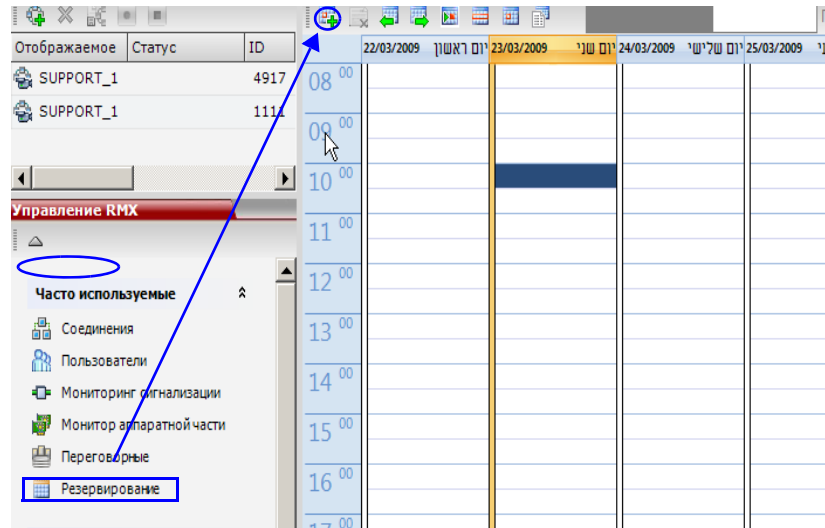 Отображаемое Статус ID
SUPPORT_1 4917
SUPPORT_1 1111
Управление RMX
Часто используемые
Соединения
Пользователи
Мониторинг сигнализации
Монитор аппаратной части
Переговорные
Резервирование
22/03/2009 יום ראשון 23/03/2009 יום שני 24/03/2009 יום שלישי 25/03/2009
08 00
09 00
10 00
11 00
12 00
13 00
14 00
15 00
16 00
17 00